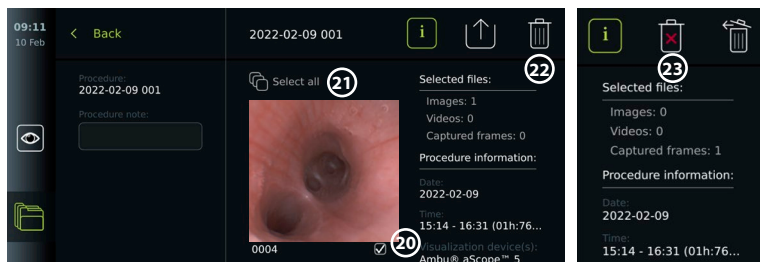 09:11
10 Feb
Back
Procedure:
2022-02-09 001
Procedure note:
2022-02-09 001
i
22
Select all
21
0004
20
Selected files:
Images: 1
Videos: 0
Captured frames: 0
Procedure information:
Date:
2022-02-09
Time:
15:14 - 16:31 (01h:76...
Visualization device(s):
Ambu® aScope™ 5
i
23
Selected files:
Images: 0
Videos: 0
Captured frames: 1
Procedure information:
Date:
2022-02-09
Time:
15:14 - 16:31 (01h:76...